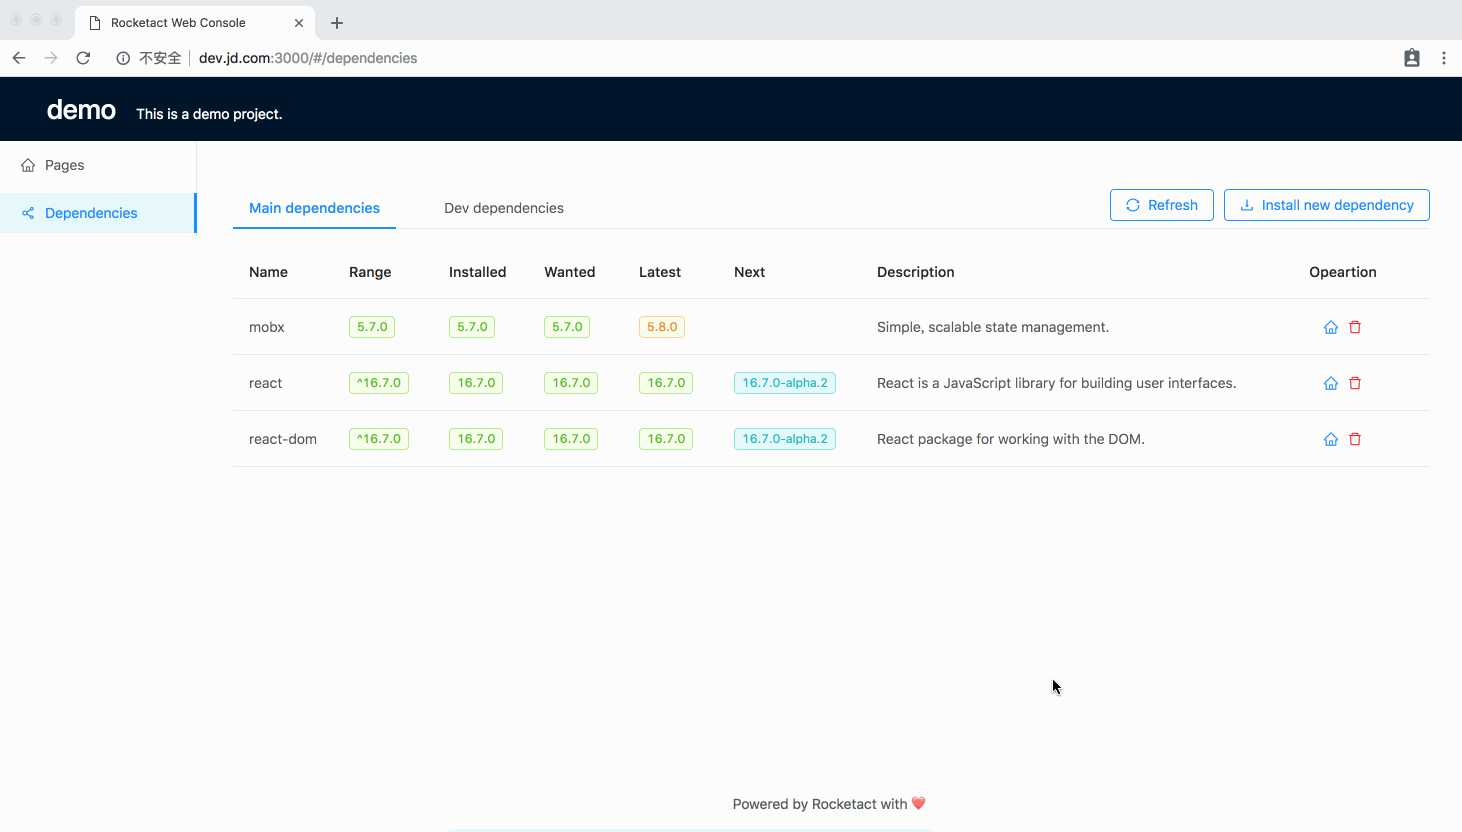 Rocketact Web Console
不安全 dev.jd.com:3000/#/dependencies
demo This is a demo project.
Pages
Dependencies
Main dependencies Dev dependencies Refresh Install new dependency
Name Range Installed Wanted Latest Next Description Opeartion
mobx 5.7.0 5.7.0 5.7.0 5.8.0 Simple, scalable state management.
react ^16.7.0 16.7.0 16.7.0 16.7.0 16.7.0-alpha.2 React is a JavaScript library for building user interfaces.
react-dom ^16.7.0 16.7.0 16.7.0 16.7.0 16.7.0-alpha.2 React package for working with the DOM.
Powered by Rocketact with ❤️